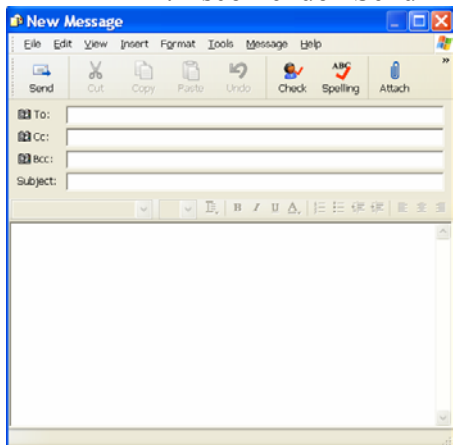 New Message
File Edit View Insert Format Tools Message Help
Send Cut Copy Paste Undo Check Spelling Attach »
To:
Cc:
Bcc:
Subject:
B I U A